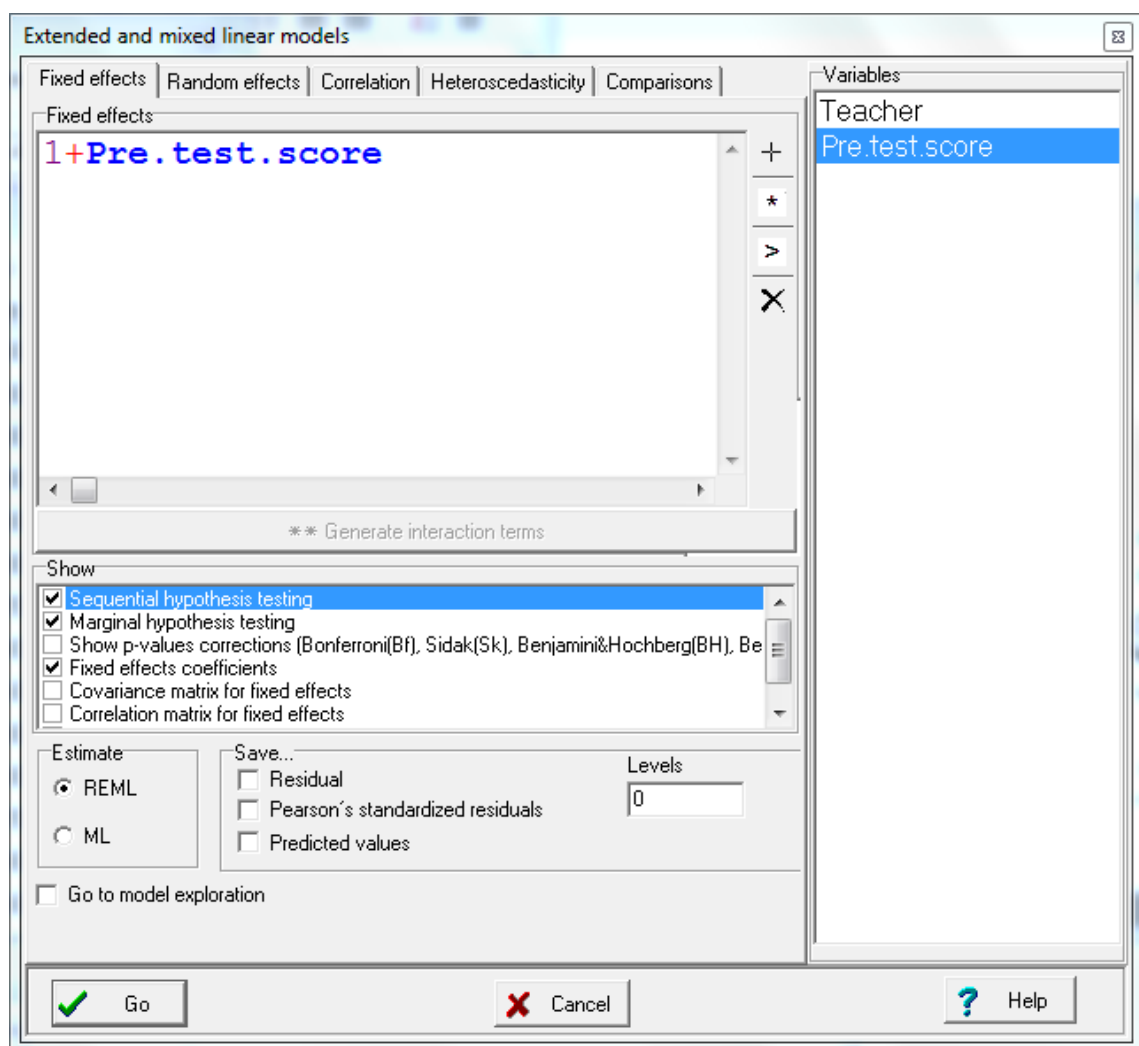 Extended and mixed linear models
Fixed effects Random effects Correlation Heteroscedasticity Comparisons
Fixed effects
1+Pre.test.score
+
*
>
** Generate interaction terms
Show
Sequential hypothesis testing
Marginal hypothesis testing
Show p-values corrections (Bonferroni(Bf), Sidak(Sk), Benjamini&Hochberg(BH), Be
Fixed effects coefficients
Covariance matrix for fixed effects
Correlation matrix for fixed effects
Estimate
REML
ML
Save...
Residual
Pearson´s standardized residuals
Predicted values
Levels
0
Go to model exploration
Variables
Teacher
Pre.test.score
Go
Cancel
? Help